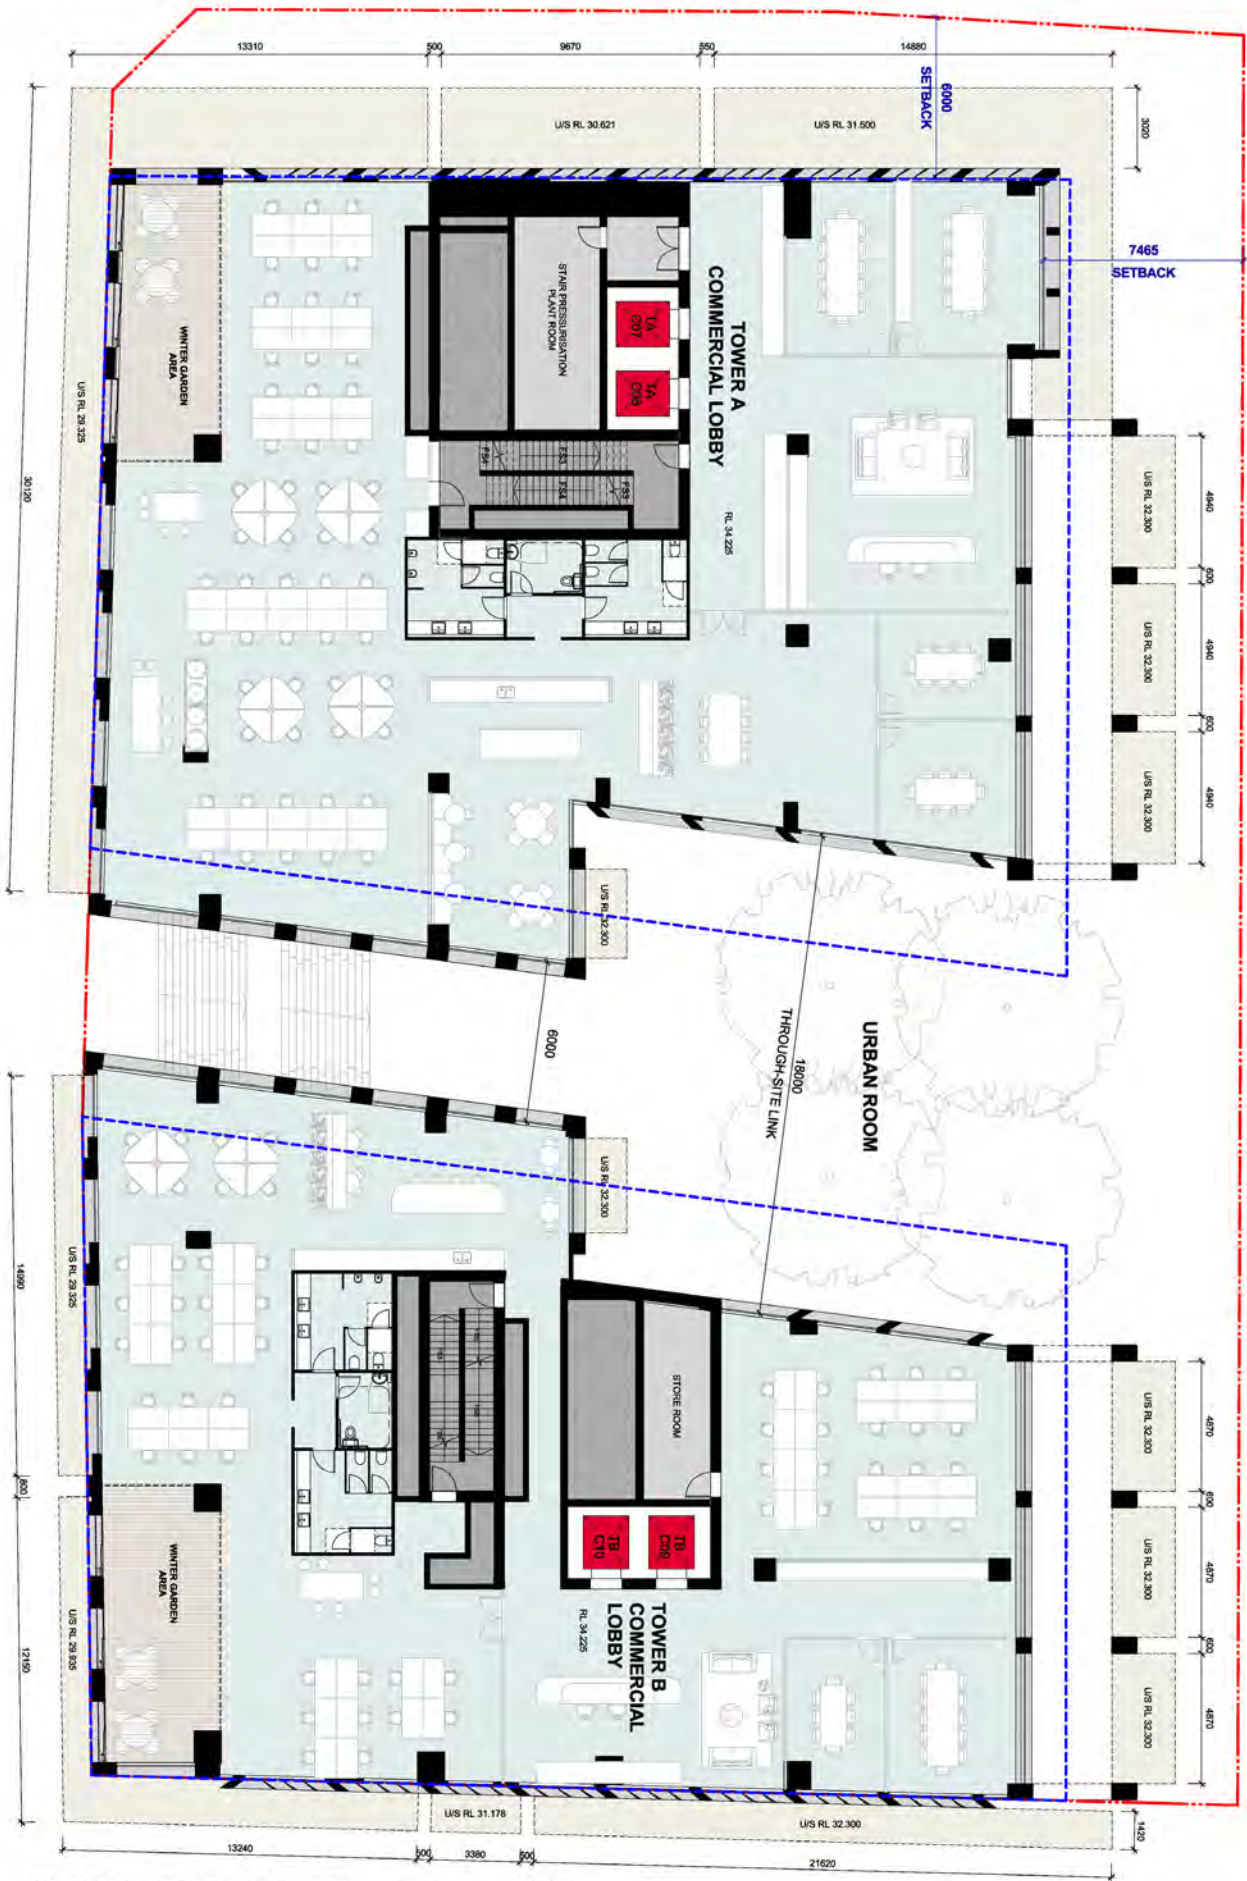 13310
500
9670
550
14880
6000
SETBACK
3020
U/S RL 30.621
U/S RL 31.500
7465
SETBACK
STAIR PRESSURISATION
PLANT ROOM
TA
C07
TA
C08
TOWER A
COMMERCIAL LOBBY
RL 34.225
WINTER GARDEN
AREA
U/S RL 29.325
30120
FS4
FS3
FS4
FS3
U/S RL 32.300
4940
600
U/S RL 32.300
4940
600
U/S RL 32.300
4940
U/S RL 32.300
6000
18000
THROUGH-SITE LINK
URBAN ROOM
U/S RL 32.300
U/S RL 29.325
14990
STORE ROOM
U/S RL 32.300
4870
600
U/S RL 32.300
4870
600
U/S RL 32.300
4870
TB
C10
TB
C09
TOWER B
COMMERCIAL
LOBBY
RL 34.225
WINTER GARDEN
AREA
U/S RL 29.935
12150
U/S RL 31.178
U/S RL 32.300
1420
13240
500
3380
500
21620